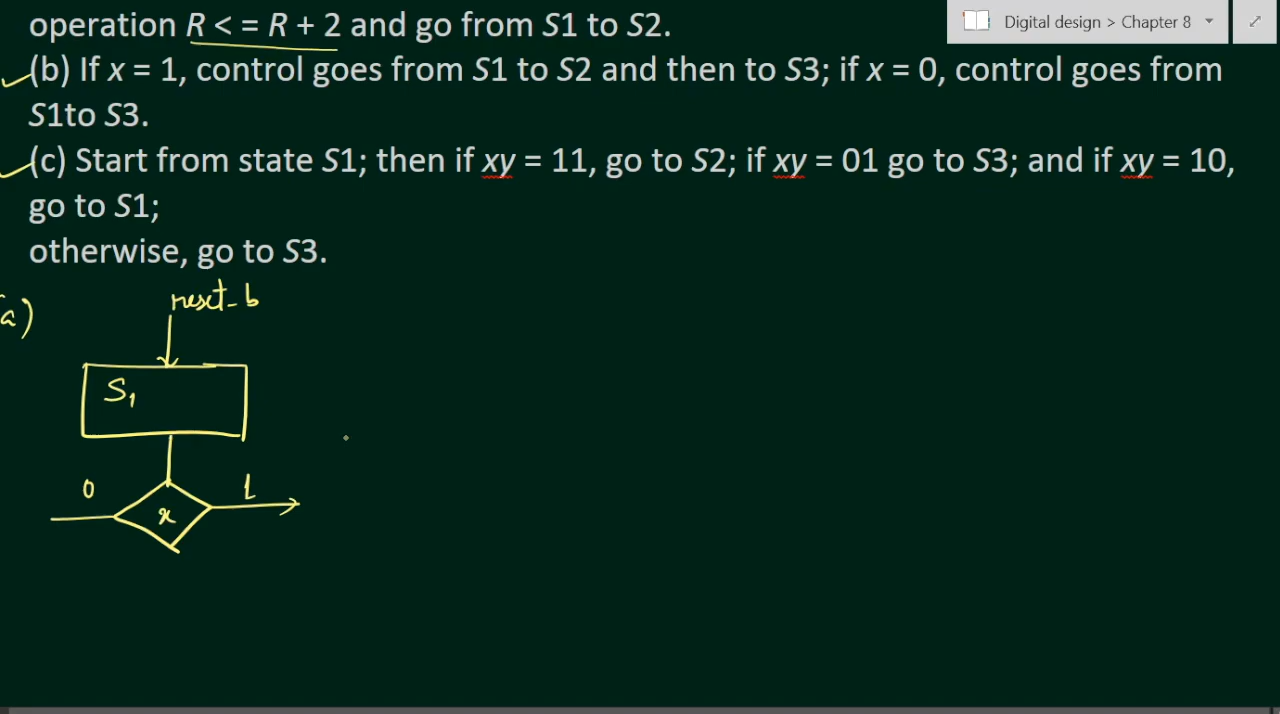 operation R < = R + 2 and go from S1 to S2.
Digital design > Chapter 8
(b) If x = 1, control goes from S1 to S2 and then to S3; if x = 0, control goes from
S1to S3.
(c) Start from state S1; then if xy = 11, go to S2; if xy = 01 go to S3; and if xy = 10,
go to S1;
otherwise, go to S3.
(a)
reset_b
S1
0
1
x